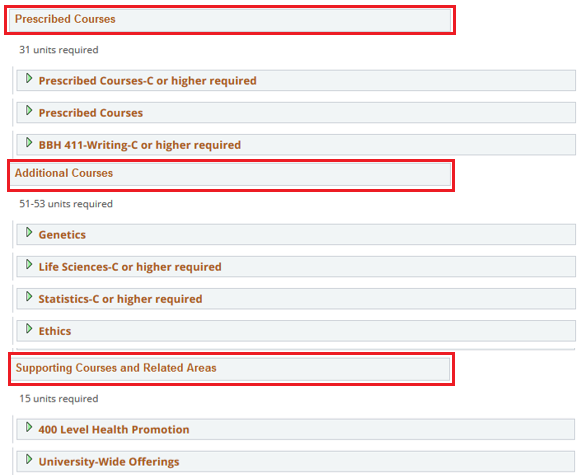 Prescribed Courses
31 units required
Prescribed Courses-C or higher required
Prescribed Courses
BBH 411-Writing-C or higher required
Additional Courses
51-53 units required
Genetics
Life Sciences-C or higher required
Statistics-C or higher required
Ethics
Supporting Courses and Related Areas
15 units required
400 Level Health Promotion
University-Wide Offerings